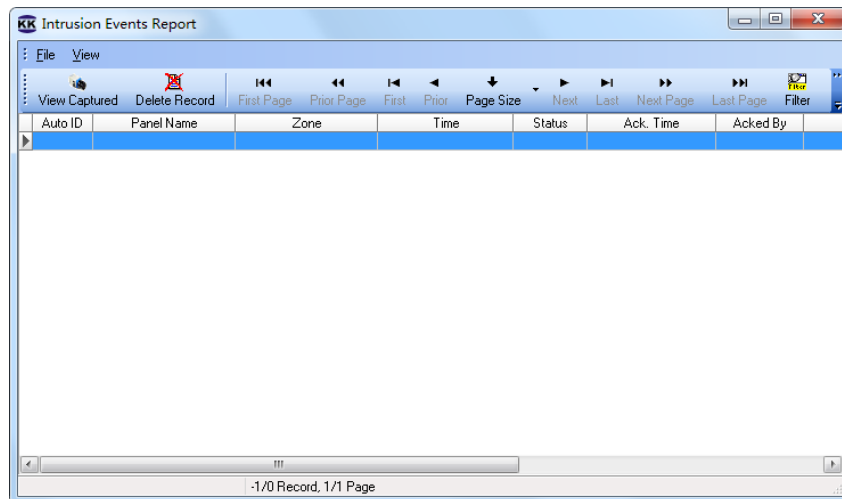 KK Intrusion Events Report
File View
View Captured Delete Record First Page Prior Page First Prior Page Size Next Last Next Page Last Page Filter
Auto ID Panel Name Zone Time Status Ack. Time Acked By
-1/0 Record, 1/1 Page